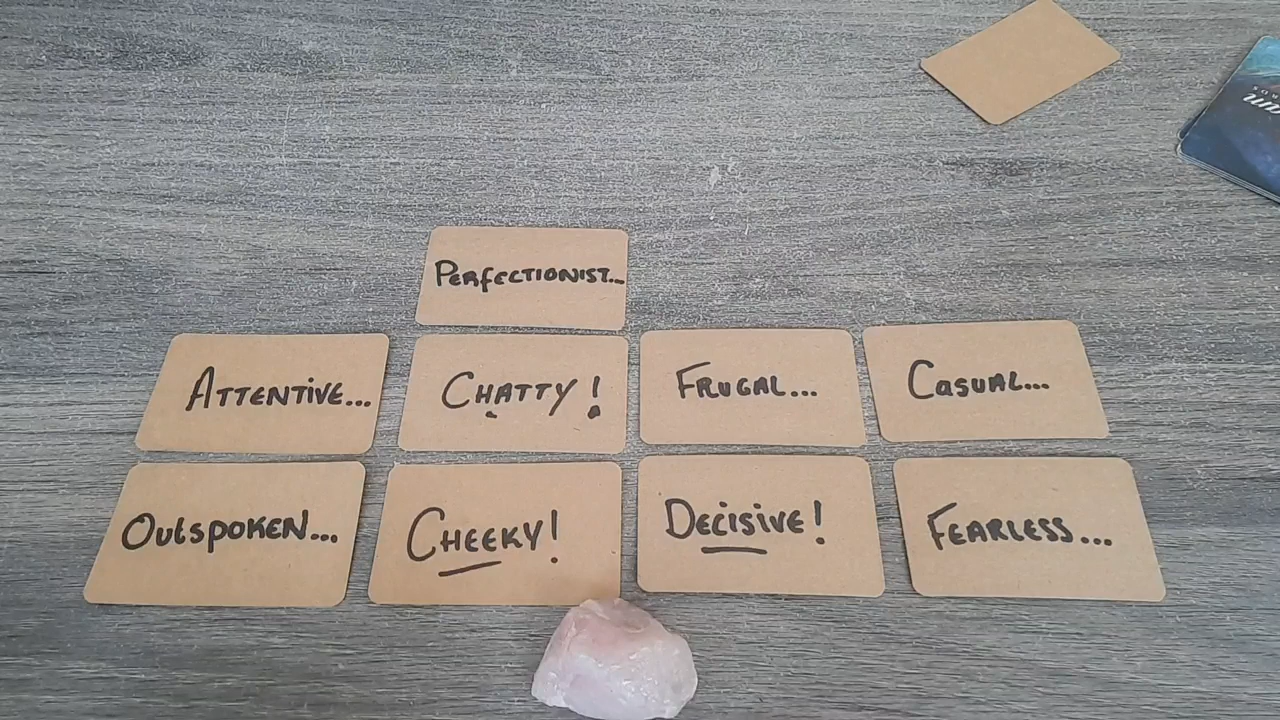 PERFECTIONIST...
ATTENTIVE...
CHATTY!
FRUGAL...
CASUAL...
OUTSPOKEN...
CHEEKY!
DECISIVE!
FEARLESS...